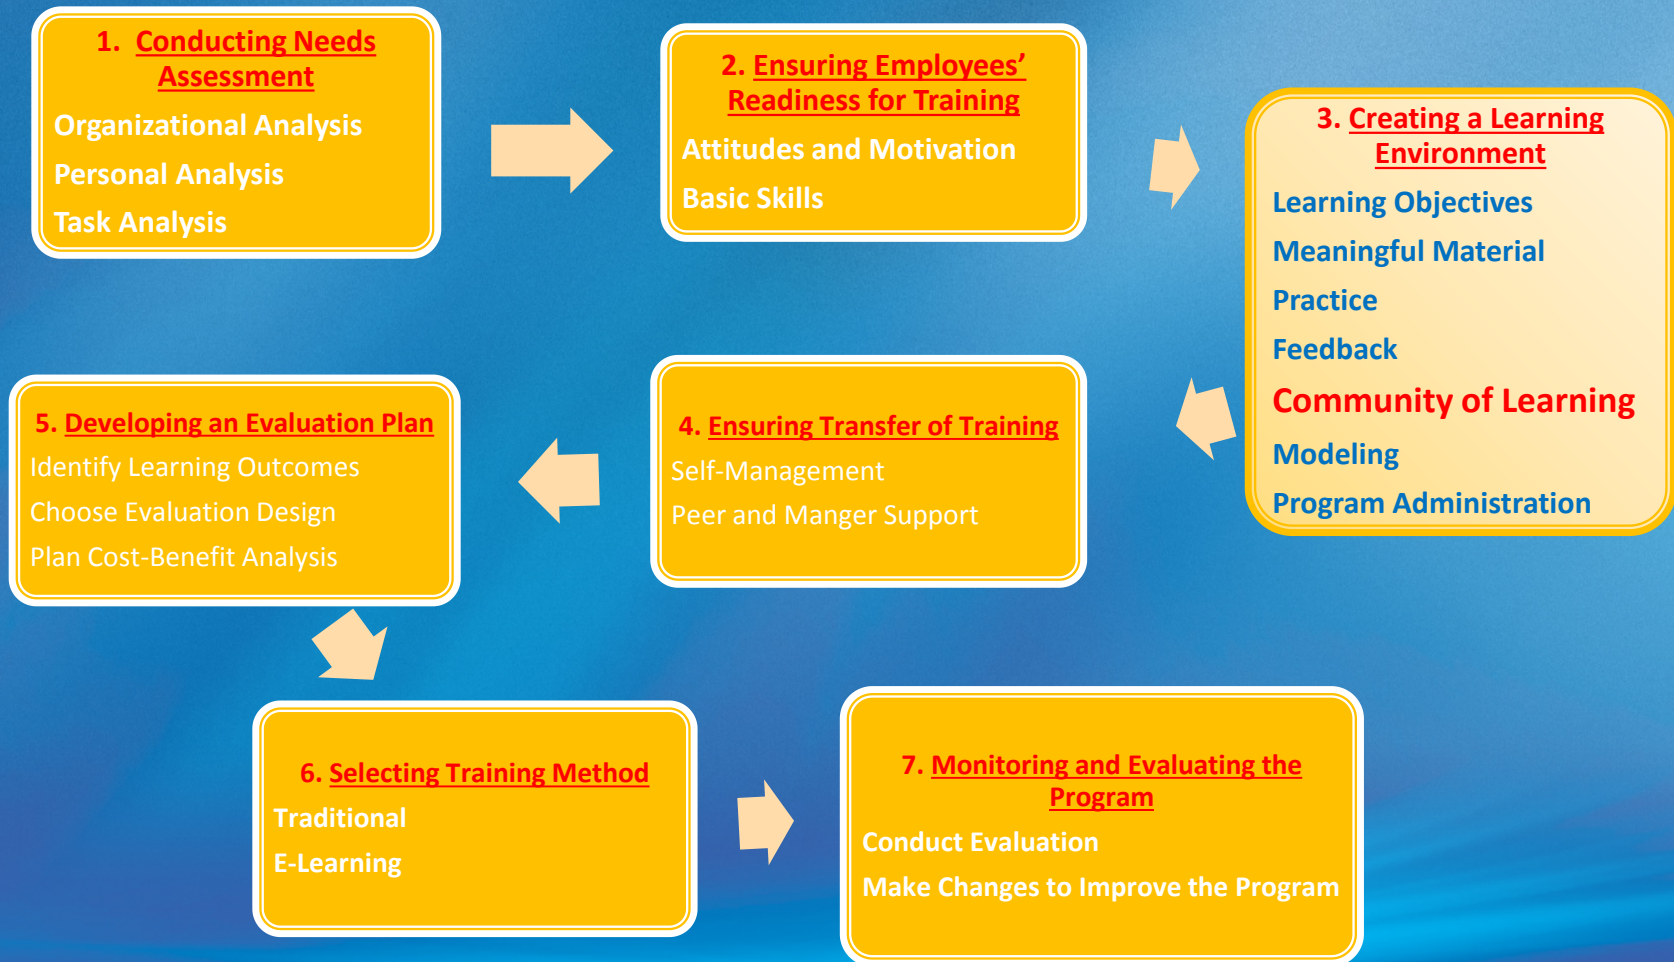 1. Conducting Needs
Assessment
Organizational Analysis
Personal Analysis
Task Analysis
2. Ensuring Employees’
Readiness for Training
Attitudes and Motivation
Basic Skills
3. Creating a Learning
Environment
Learning Objectives
Meaningful Material
Practice
Feedback
Community of Learning
Modeling
Program Administration
4. Ensuring Transfer of Training
Self-Management
Peer and Manger Support
5. Developing an Evaluation Plan
Identify Learning Outcomes
Choose Evaluation Design
Plan Cost-Benefit Analysis
6. Selecting Training Method
Traditional
E-Learning
7. Monitoring and Evaluating the
Program
Conduct Evaluation
Make Changes to Improve the Program